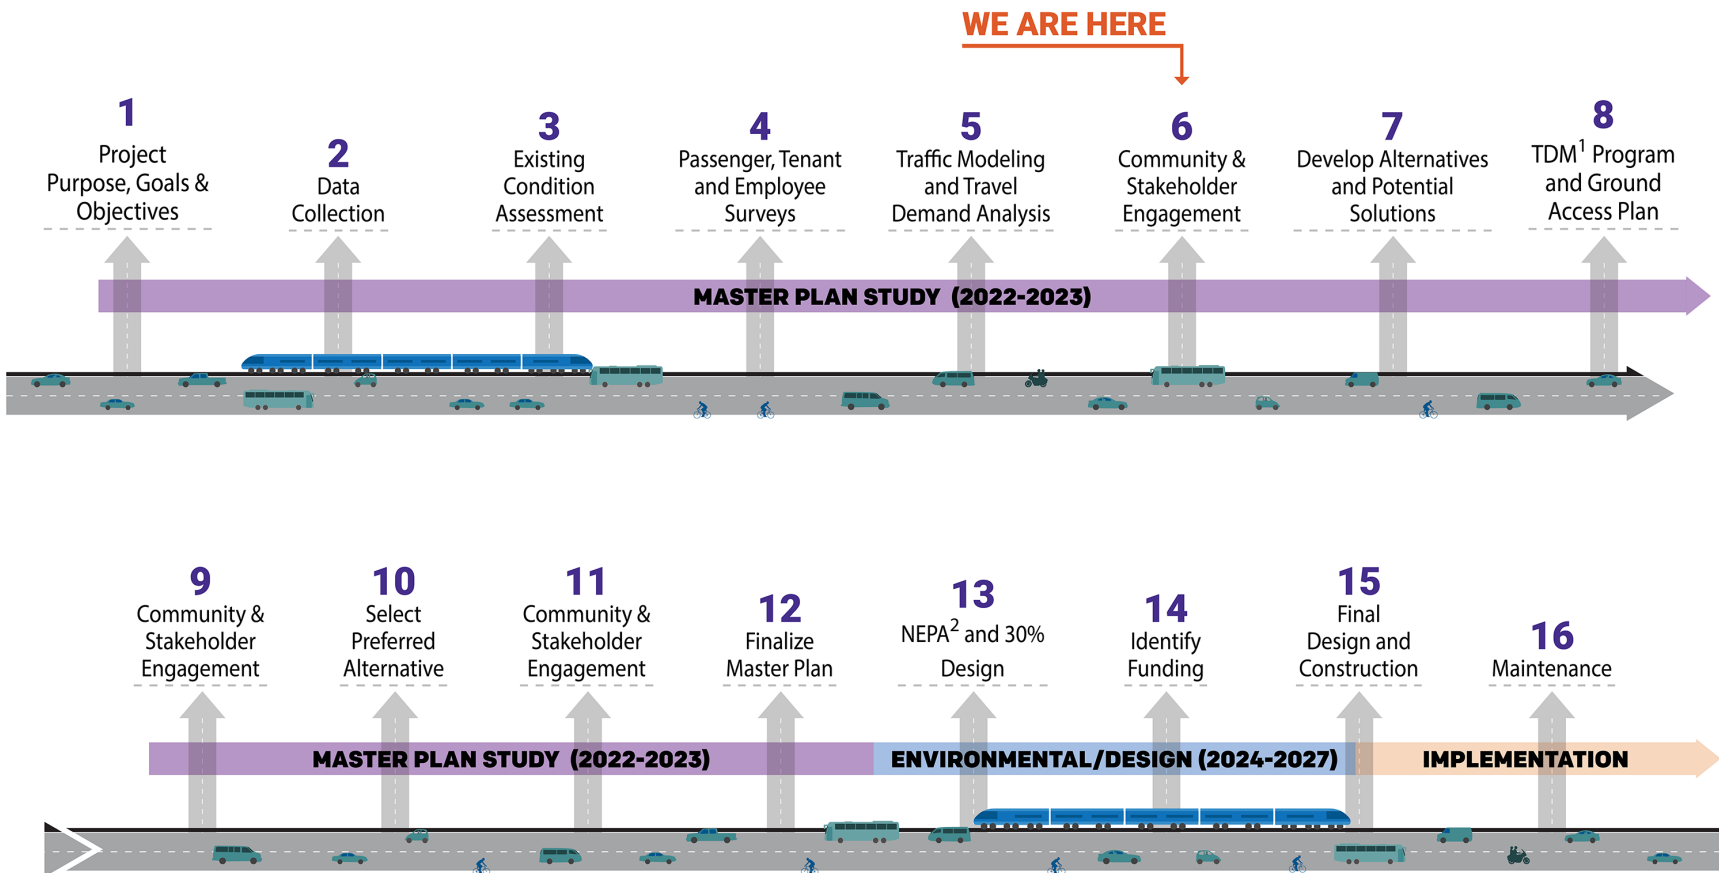 WE ARE HERE
1
Project
Purpose, Goals &
Objectives
2
Data
Collection
3
Existing
Condition
Assessment
4
Passenger, Tenant
and Employee
Surveys
5
Traffic Modeling
and Travel
Demand Analysis
6
Community &
Stakeholder
Engagement
7
Develop Alternatives
and Potential
Solutions
8
TDM¹ Program
and Ground
Access Plan
MASTER PLAN STUDY (2022-2023)
9
Community &
Stakeholder
Engagement
10
Select
Preferred
Alternative
11
Community &
Stakeholder
Engagement
12
Finalize
Master Plan
13
NEPA² and 30%
Design
14
Identify
Funding
15
Final
Design and
Construction
16
Maintenance
MASTER PLAN STUDY (2022-2023)
ENVIRONMENTAL/DESIGN (2024-2027)
IMPLEMENTATION